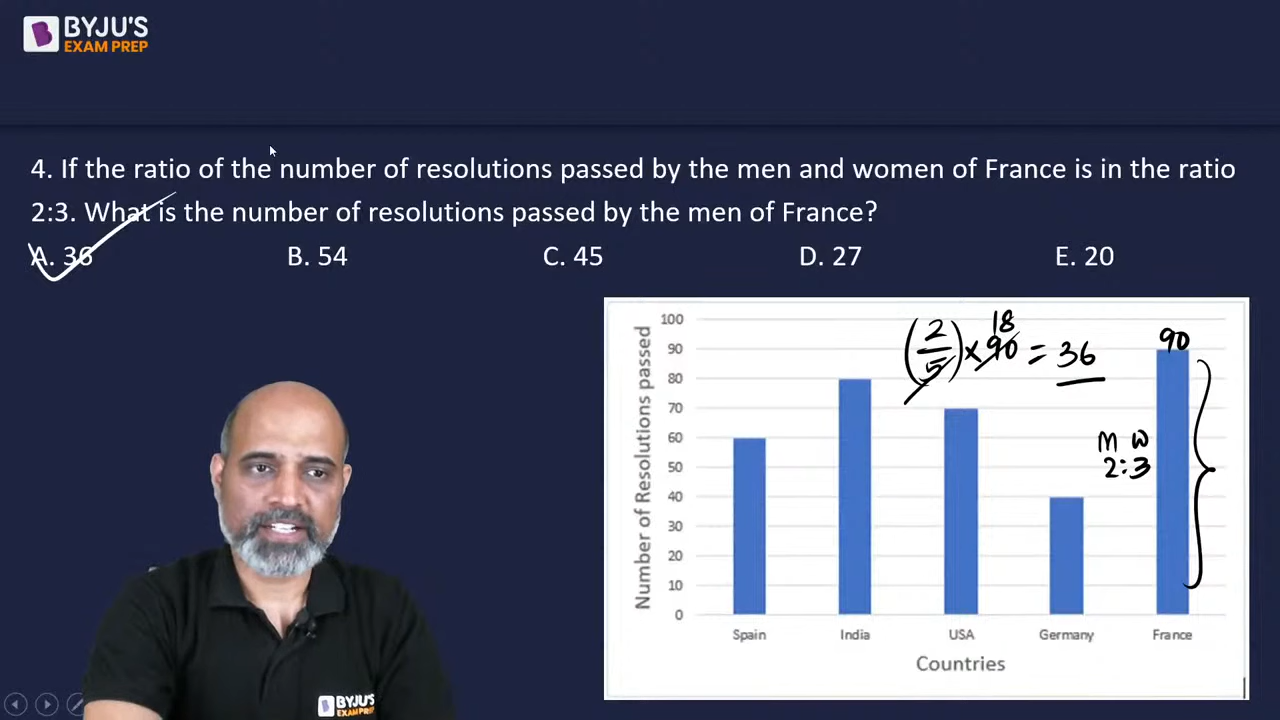 BYJU'S
EXAM PREP
4. If the ratio of the number of resolutions passed by the men and women of France is in the ratio
2:3. What is the number of resolutions passed by the men of France?
A. 36 B. 54 C. 45 D. 27 E. 20
Number of Resolutions passed
100
90
80
70
60
50
40
30
20
10
0
(2/5) × 90 = 36
18
90
M W
2:3
Spain India USA Germany France
Countries
BYJU'S
EXAM PREP